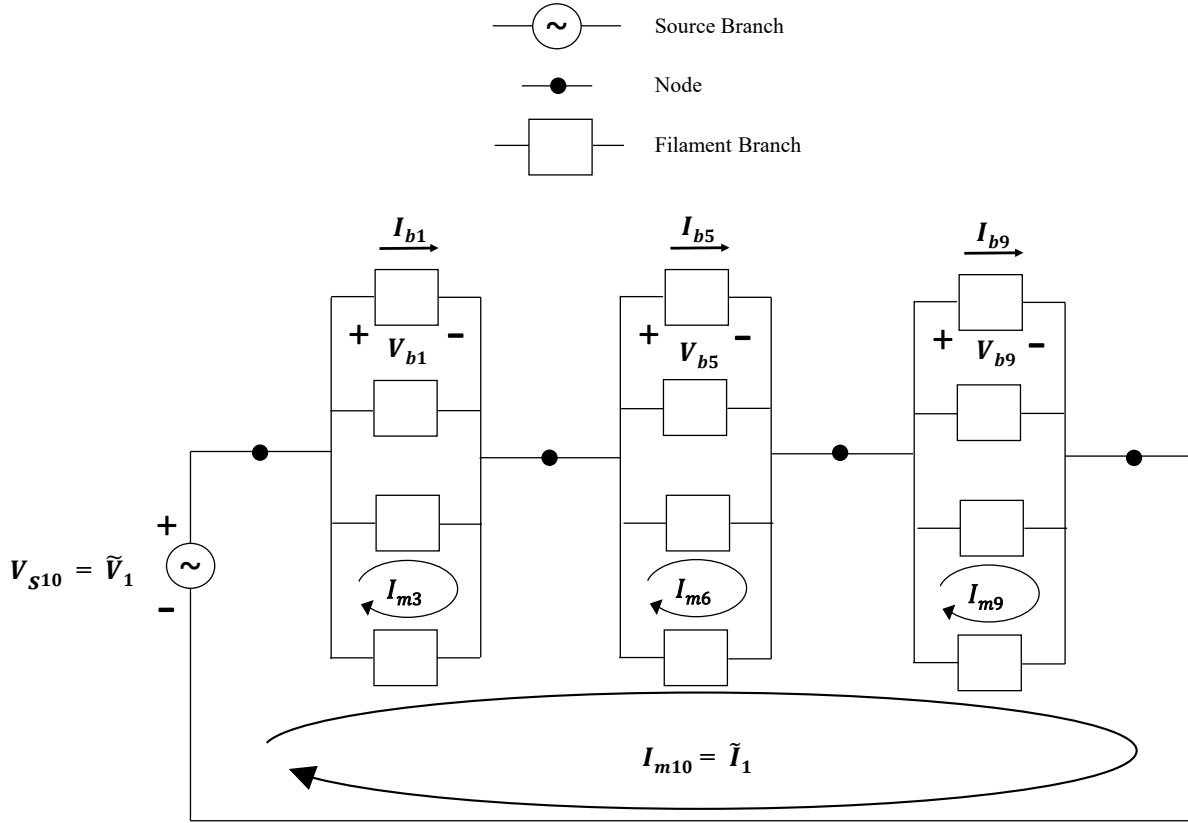 ~ Source Branch
Node
Filament Branch
I_b1 I_b5 I_b9
+ - + - + -
V_b1 V_b5 V_b9
+
V_s10 = Ṽ_1 ~
-
I_m3 I_m6 I_m9
I_m10 = Ĩ_1